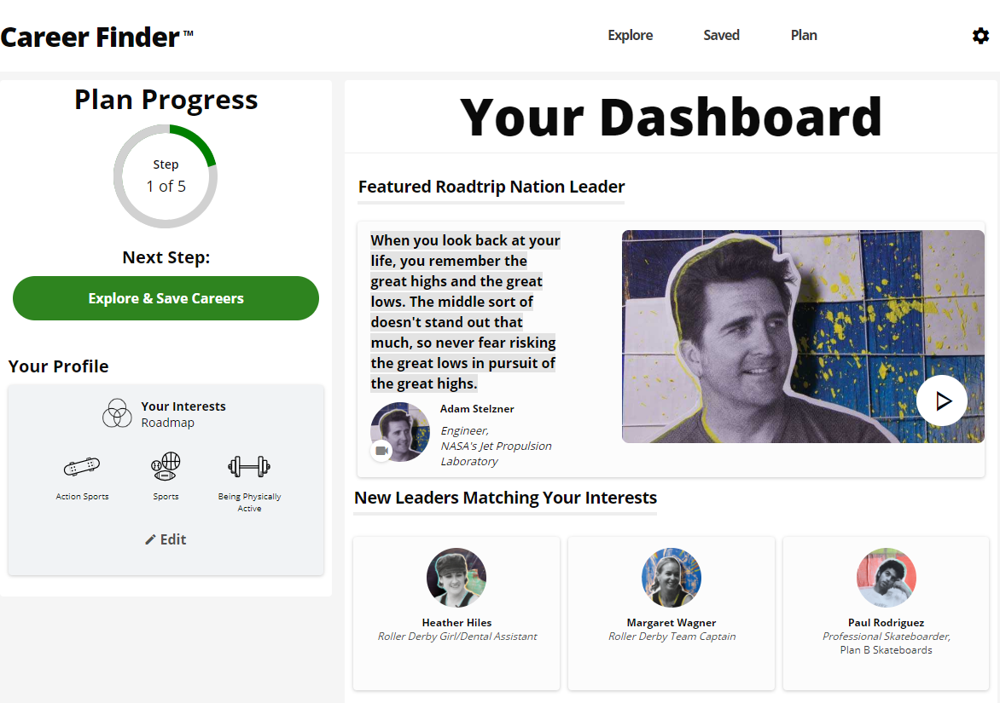 Career Finder™
Explore
Saved
Plan
Plan Progress
Step
1 of 5
Next Step:
Explore & Save Careers
Your Profile
Your Interests
Roadmap
Action Sports
Sports
Being Physically
Active
Edit
Your Dashboard
Featured Roadtrip Nation Leader
When you look back at your
life, you remember the
great highs and the great
lows. The middle sort of
doesn't stand out that
much, so never fear risking
the great lows in pursuit of
the great highs.
Adam Stelzner
Engineer,
NASA's Jet Propulsion
Laboratory
New Leaders Matching Your Interests
Heather Hiles
Roller Derby Girl/Dental Assistant
Margaret Wagner
Roller Derby Team Captain
Paul Rodriguez
Professional Skateboarder,
Plan B Skateboards